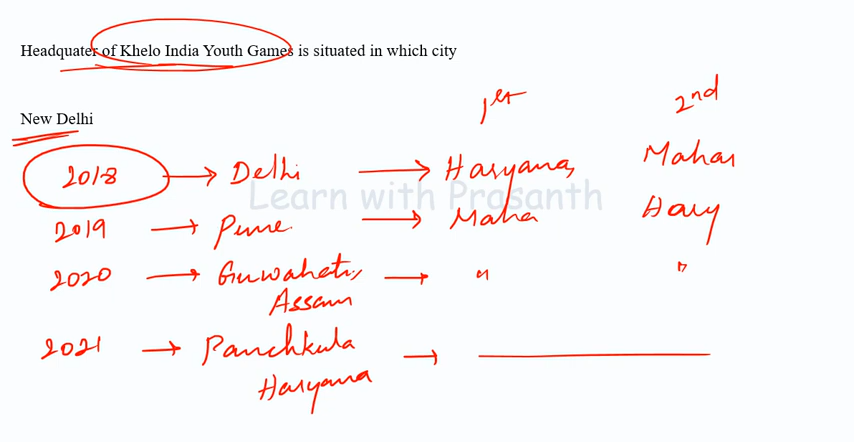 Headquater of Khelo India Youth Games is situated in which city
1st 2nd
New Delhi
2018 → Delhi → Haryana, Mahar
Learn with Prasanth
2019 → Pune → Maha Hary
2020 → Guwahati, → " "
Assam
2021 → Panchkula →
Haryana